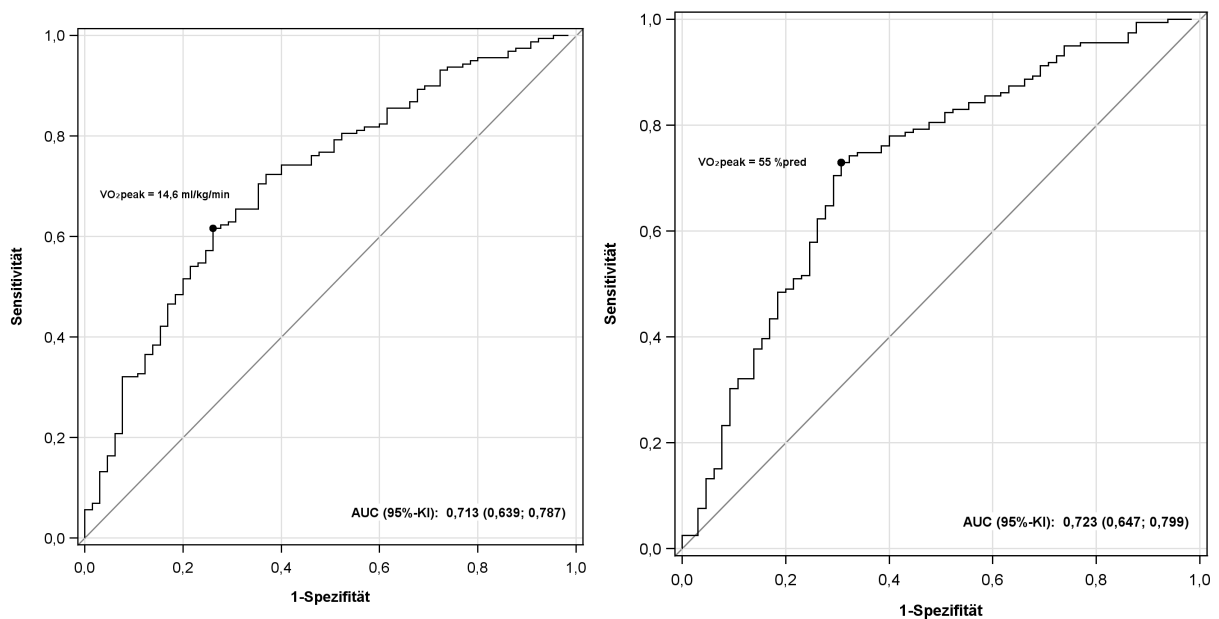 1,0
0,8
0,6
0,4
0,2
0,0
Sensitivität
VO₂peak = 14,6 ml/kg/min
AUC (95%-KI): 0,713 (0,639; 0,787)
0,0 0,2 0,4 0,6 0,8 1,0
1-Spezifität
1,0
0,8
0,6
0,4
0,2
0,0
Sensitivität
VO₂peak = 55 %pred
AUC (95%-KI): 0,723 (0,647; 0,799)
0,0 0,2 0,4 0,6 0,8 1,0
1-Spezifität